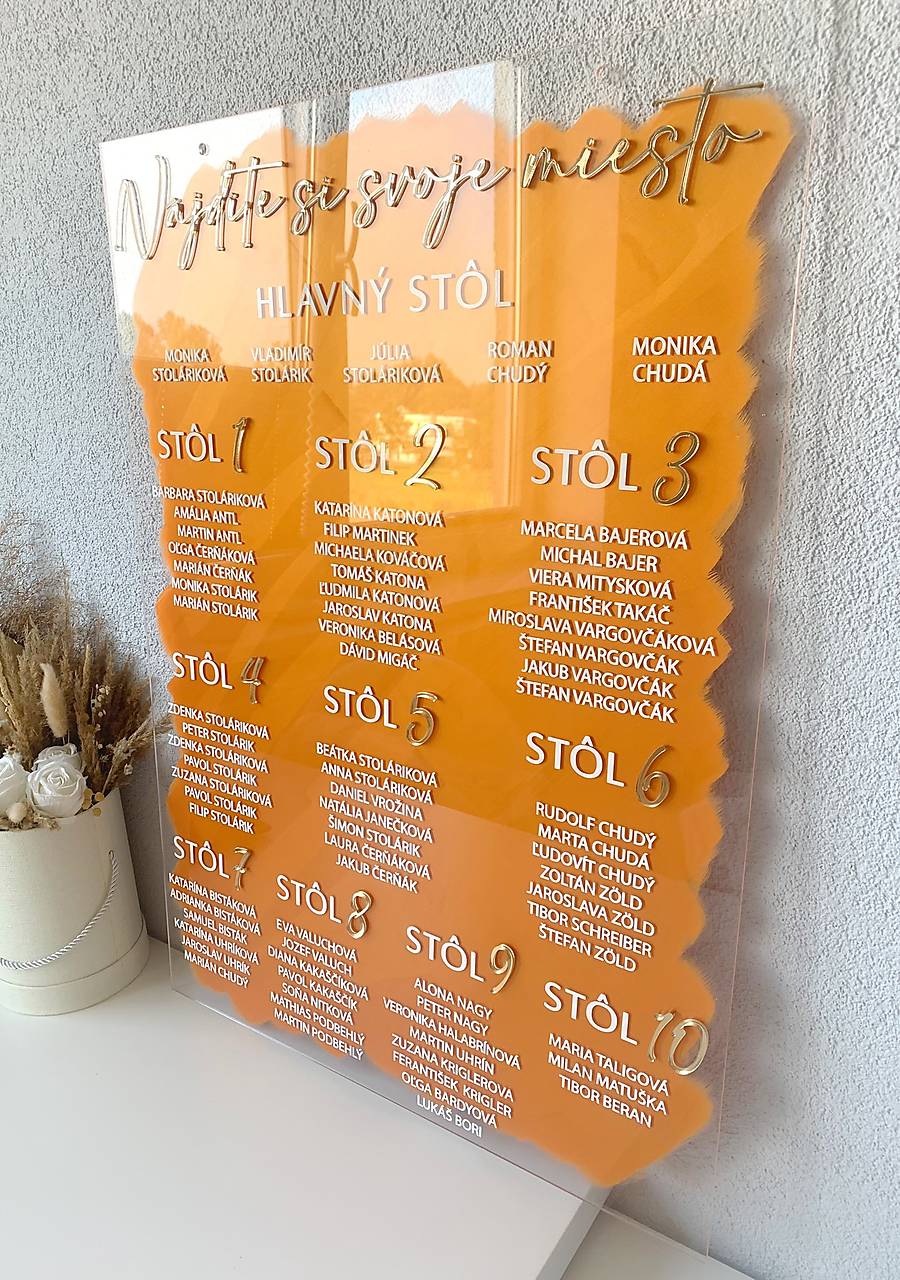 Nájdite si svoje miesto
HLAVNÝ STÔL
MONIKA
STOLÁRIKOVÁ
VLADIMÍR
STOLÁRIK
JÚLIA
STOLÁRIKOVÁ
ROMAN
CHUDÝ
MONIKA
CHUDÁ
STÔL 1
BARBARA STOLÁRIKOVÁ
AMÁLIA ANTL
MARTIN ANTL
OĽGA ČERŇÁKOVÁ
MARIÁN ČERŇÁK
MONIKA STOLÁRIK
MARIÁN STOLÁRIK
STÔL 2
KATARÍNA KATONOVÁ
FILIP MARTINEK
MICHAELA KOVÁČOVÁ
TOMÁŠ KATONA
ĽUDMILA KATONOVÁ
JAROSLAV KATONA
VERONIKA BELÁSOVÁ
DÁVID MIGÁČ
STÔL 3
MARCELA BAJEROVÁ
MICHAL BAJER
VIERA MITYSKOVÁ
FRANTIŠEK TAKÁČ
MIROSLAVA VARGOVČÁKOVÁ
ŠTEFAN VARGOVČÁK
JAKUB VARGOVČÁK
ŠTEFAN VARGOVČÁK
STÔL 4
ZDENKA STOLÁRIKOVÁ
PETER STOLÁRIK
ZDENKA STOLÁRIKOVÁ
PAVOL STOLÁRIK
ZUZANA STOLÁRIKOVÁ
PAVOL STOLÁRIK
FILIP STOLÁRIK
STÔL 5
BEÁTKA STOLÁRIKOVÁ
ANNA STOLÁRIKOVÁ
DANIEL VROŽINA
NATÁLIA JANEČKOVÁ
ŠIMON STOLÁRIK
LAURA ČERŇÁKOVÁ
JAKUB ČERŇÁK
STÔL 6
RUDOLF CHUDÝ
MARTA CHUDÁ
ĽUDOVÍT CHUDÝ
ZOLTÁN ZÖLD
JAROSLAVA ZÖLD
TIBOR SCHREIBER
ŠTEFAN ZÖLD
STÔL 7
KATARÍNA BISTÁKOVÁ
ADRIANKA BISTÁKOVÁ
SAMUEL BISTÁK
KATARÍNA UHRÍKOVÁ
JAROSLAV UHRÍK
MARIÁN CHUDÝ
STÔL 8
EVA VALUCHOVÁ
JOZEF VALUCH
DIANA KAKAŠČÍKOVÁ
PAVOL KAKAŠČÍK
SOŇA NITKOVÁ
MATHIAS PODBEHLÝ
MARTIN PODBEHLÝ
STÔL 9
ALONA NAGY
PETER NAGY
VERONIKA HALABRÍNOVÁ
MARTIN UHRÍN
ZUZANA KRIGLEROVA
FERANTIŠEK KRIGLER
OĽGA BARDYOVÁ
LUKÁŠ BORI
STÔL 10
MARIA TALIGOVÁ
MILAN MATUŠKA
TIBOR BERAN